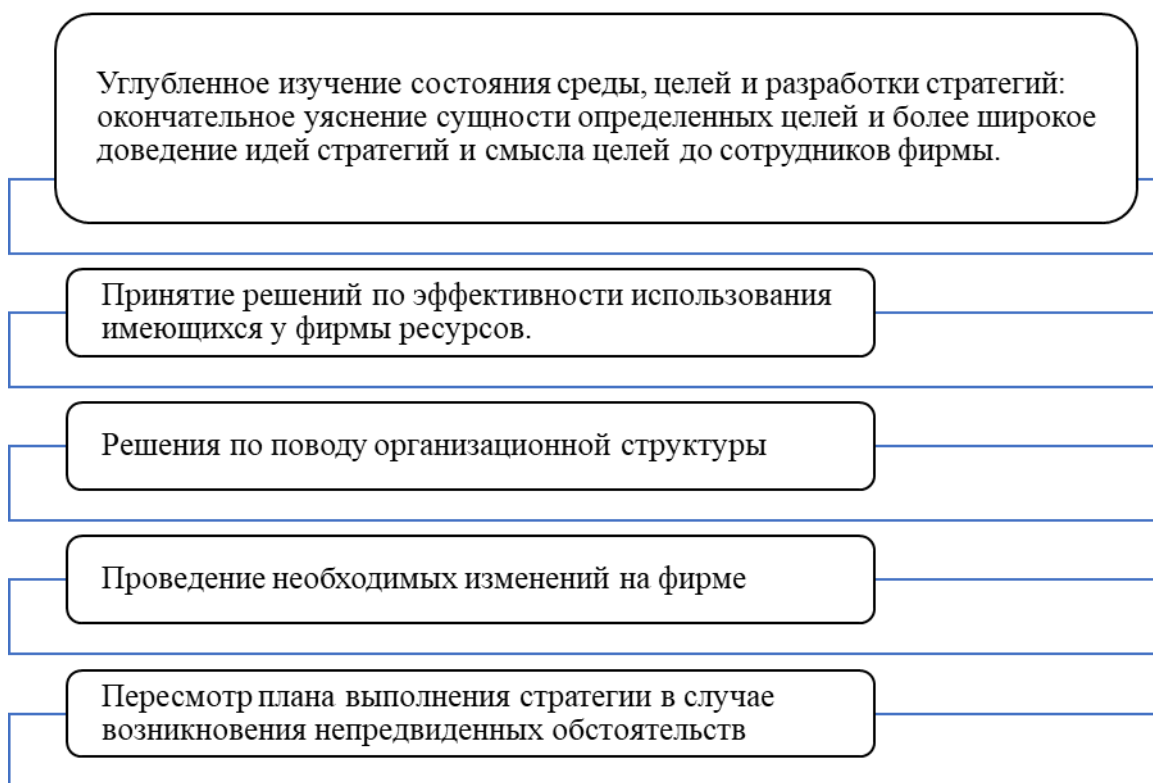 Углубленное изучение состояния среды, целей и разработки стратегий:
окончательное уяснение сущности определенных целей и более широкое
доведение идей стратегий и смысла целей до сотрудников фирмы.
Принятие решений по эффективности использования
имеющихся у фирмы ресурсов.
Решения по поводу организационной структуры
Проведение необходимых изменений на фирме
Пересмотр плана выполнения стратегии в случае
возникновения непредвиденных обстоятельств